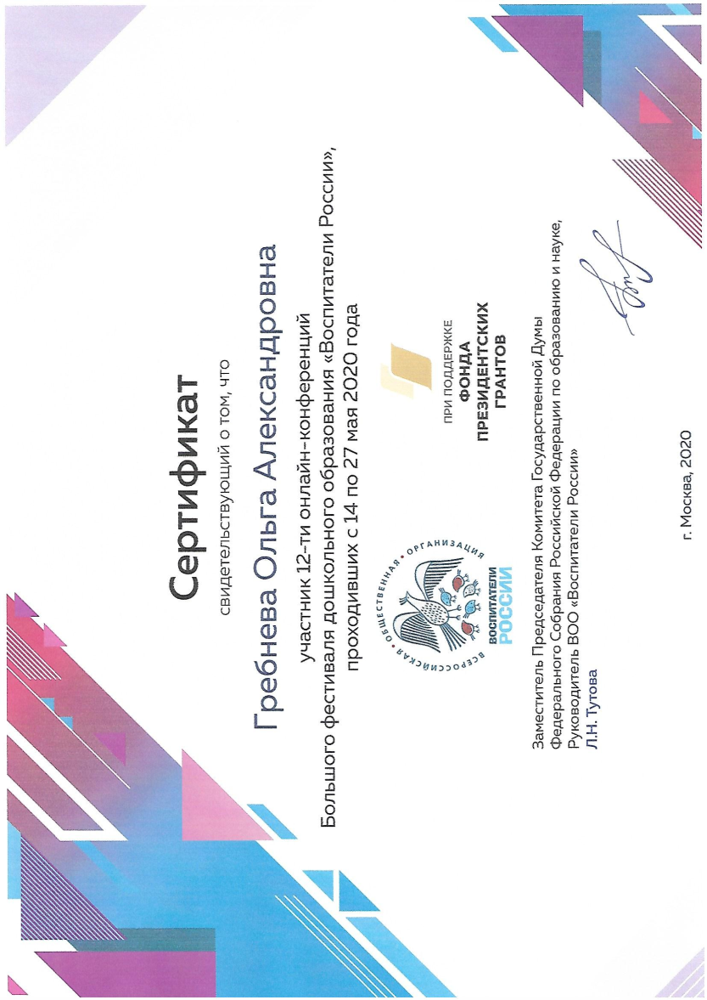 Сертификат
свидетельствующий о том, что
Гребнева Ольга Александровна
участник 12-ти онлайн-конференций
Большого фестиваля дошкольного образования «Воспитатели России»,
проходивших с 14 по 27 мая 2020 года
ВСЕРОССИЙСКАЯ • ОБЩЕСТВЕННАЯ • ОРГАНИЗАЦИЯ
ВОСПИТАТЕЛИ
РОССИИ
ПРИ ПОДДЕРЖКЕ
ФОНДА
ПРЕЗИДЕНТСКИХ
ГРАНТОВ
Заместитель Председателя Комитета Государственной Думы
Федерального Собрания Российской Федерации по образованию и науке,
Руководитель ВОО «Воспитатели России»
Л.Н. Тутова
г. Москва, 2020